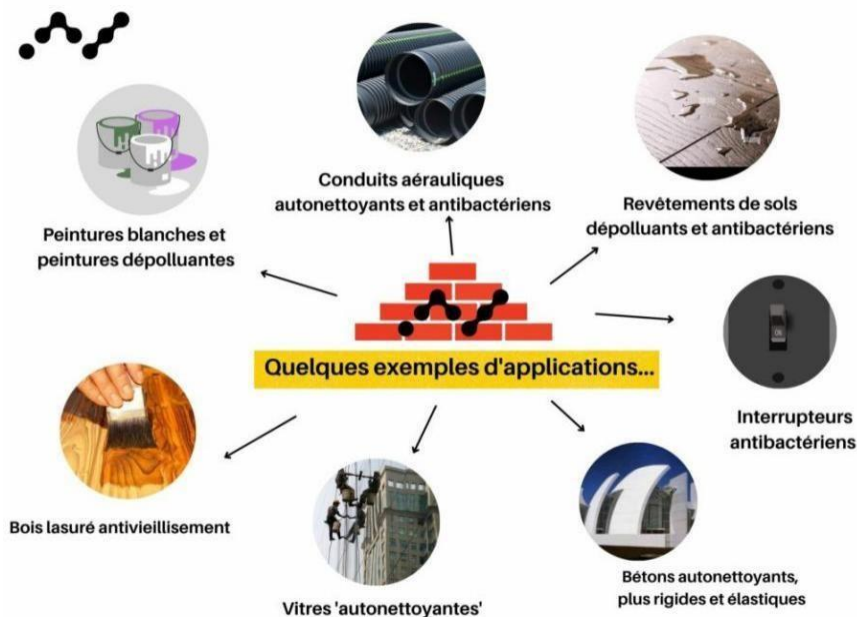 Conduits aérauliques
autonettoyants et antibactériens
Revêtements de sols
dépolluants et antibactériens
Peintures blanches et
peintures dépolluantes
Quelques exemples d'applications...
Interrupteurs
antibactériens
Bois lasuré antivieillisement
Vitres 'autonettoyantes'
Bétons autonettoyants,
plus rigides et élastiques